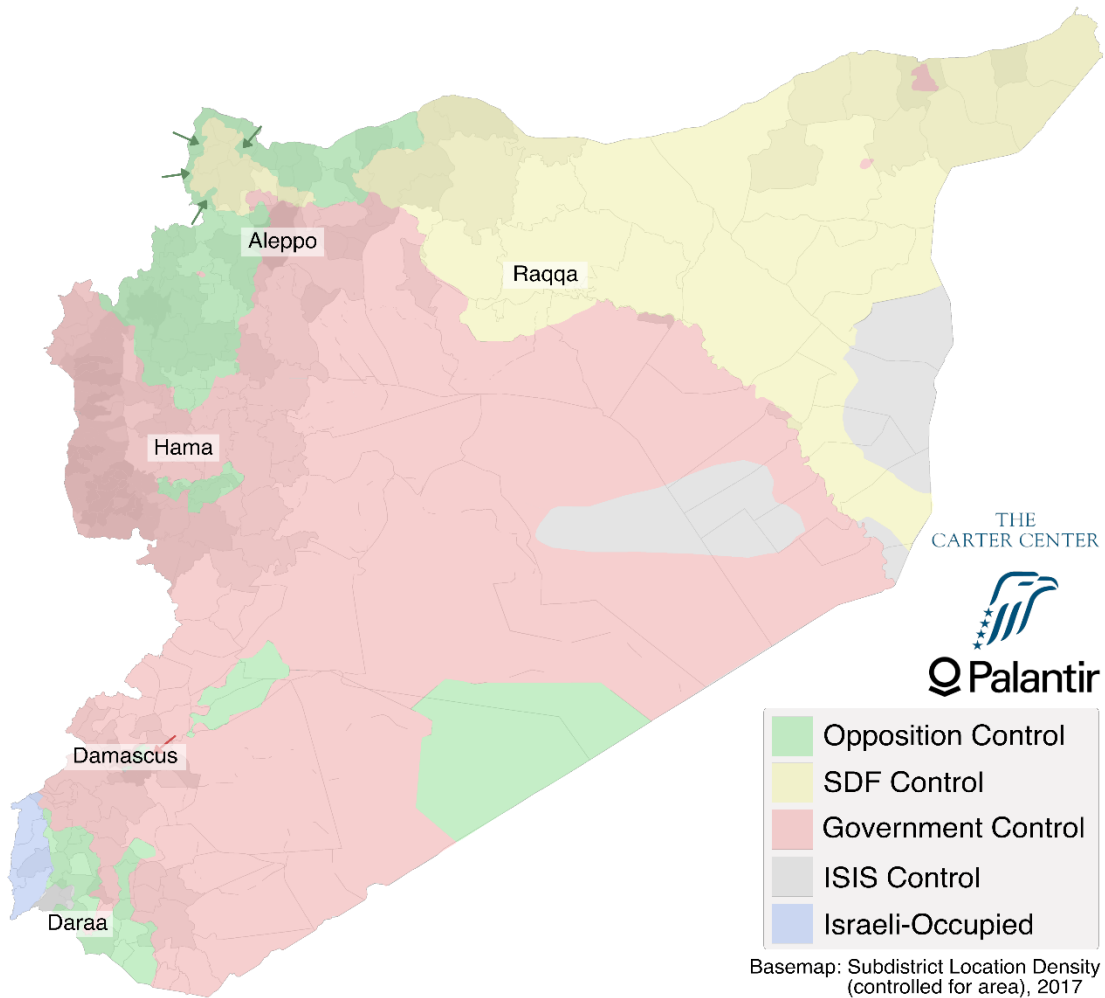 Aleppo
Raqqa
Hama
THE
CARTER CENTER
Palantir
Damascus
Daraa
Opposition Control
SDF Control
Government Control
ISIS Control
Israeli-Occupied
Basemap: Subdistrict Location Density
(controlled for area), 2017